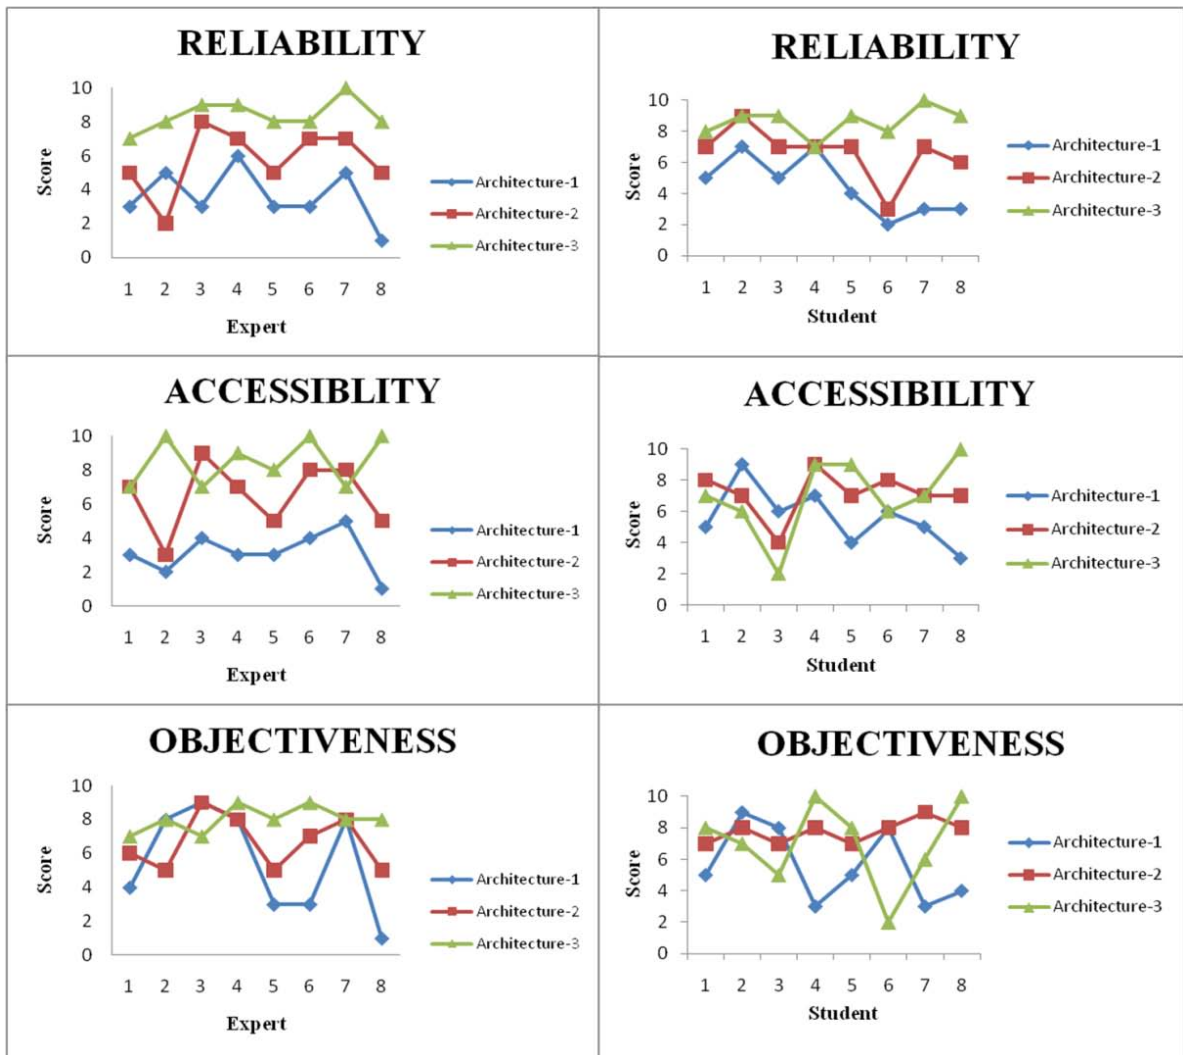 RELIABILITY
10
8
6
4
2
0
Score
1 2 3 4 5 6 7 8
Expert
Architecture-1
Architecture-2
Architecture-3
RELIABILITY
10
8
6
4
2
0
Score
1 2 3 4 5 6 7 8
Student
Architecture-1
Architecture-2
Architecture-3
ACCESSIBLITY
10
8
6
4
2
0
Score
1 2 3 4 5 6 7 8
Expert
Architecture-1
Architecture-2
Architecture-3
ACCESSIBILITY
10
8
6
4
2
0
Score
1 2 3 4 5 6 7 8
Student
Architecture-1
Architecture-2
Architecture-3
OBJECTIVENESS
10
8
6
4
2
0
Score
1 2 3 4 5 6 7 8
Expert
Architecture-1
Architecture-2
Architecture-3
OBJECTIVENESS
10
8
6
4
2
0
Score
1 2 3 4 5 6 7 8
Student
Architecture-1
Architecture-2
Architecture-3